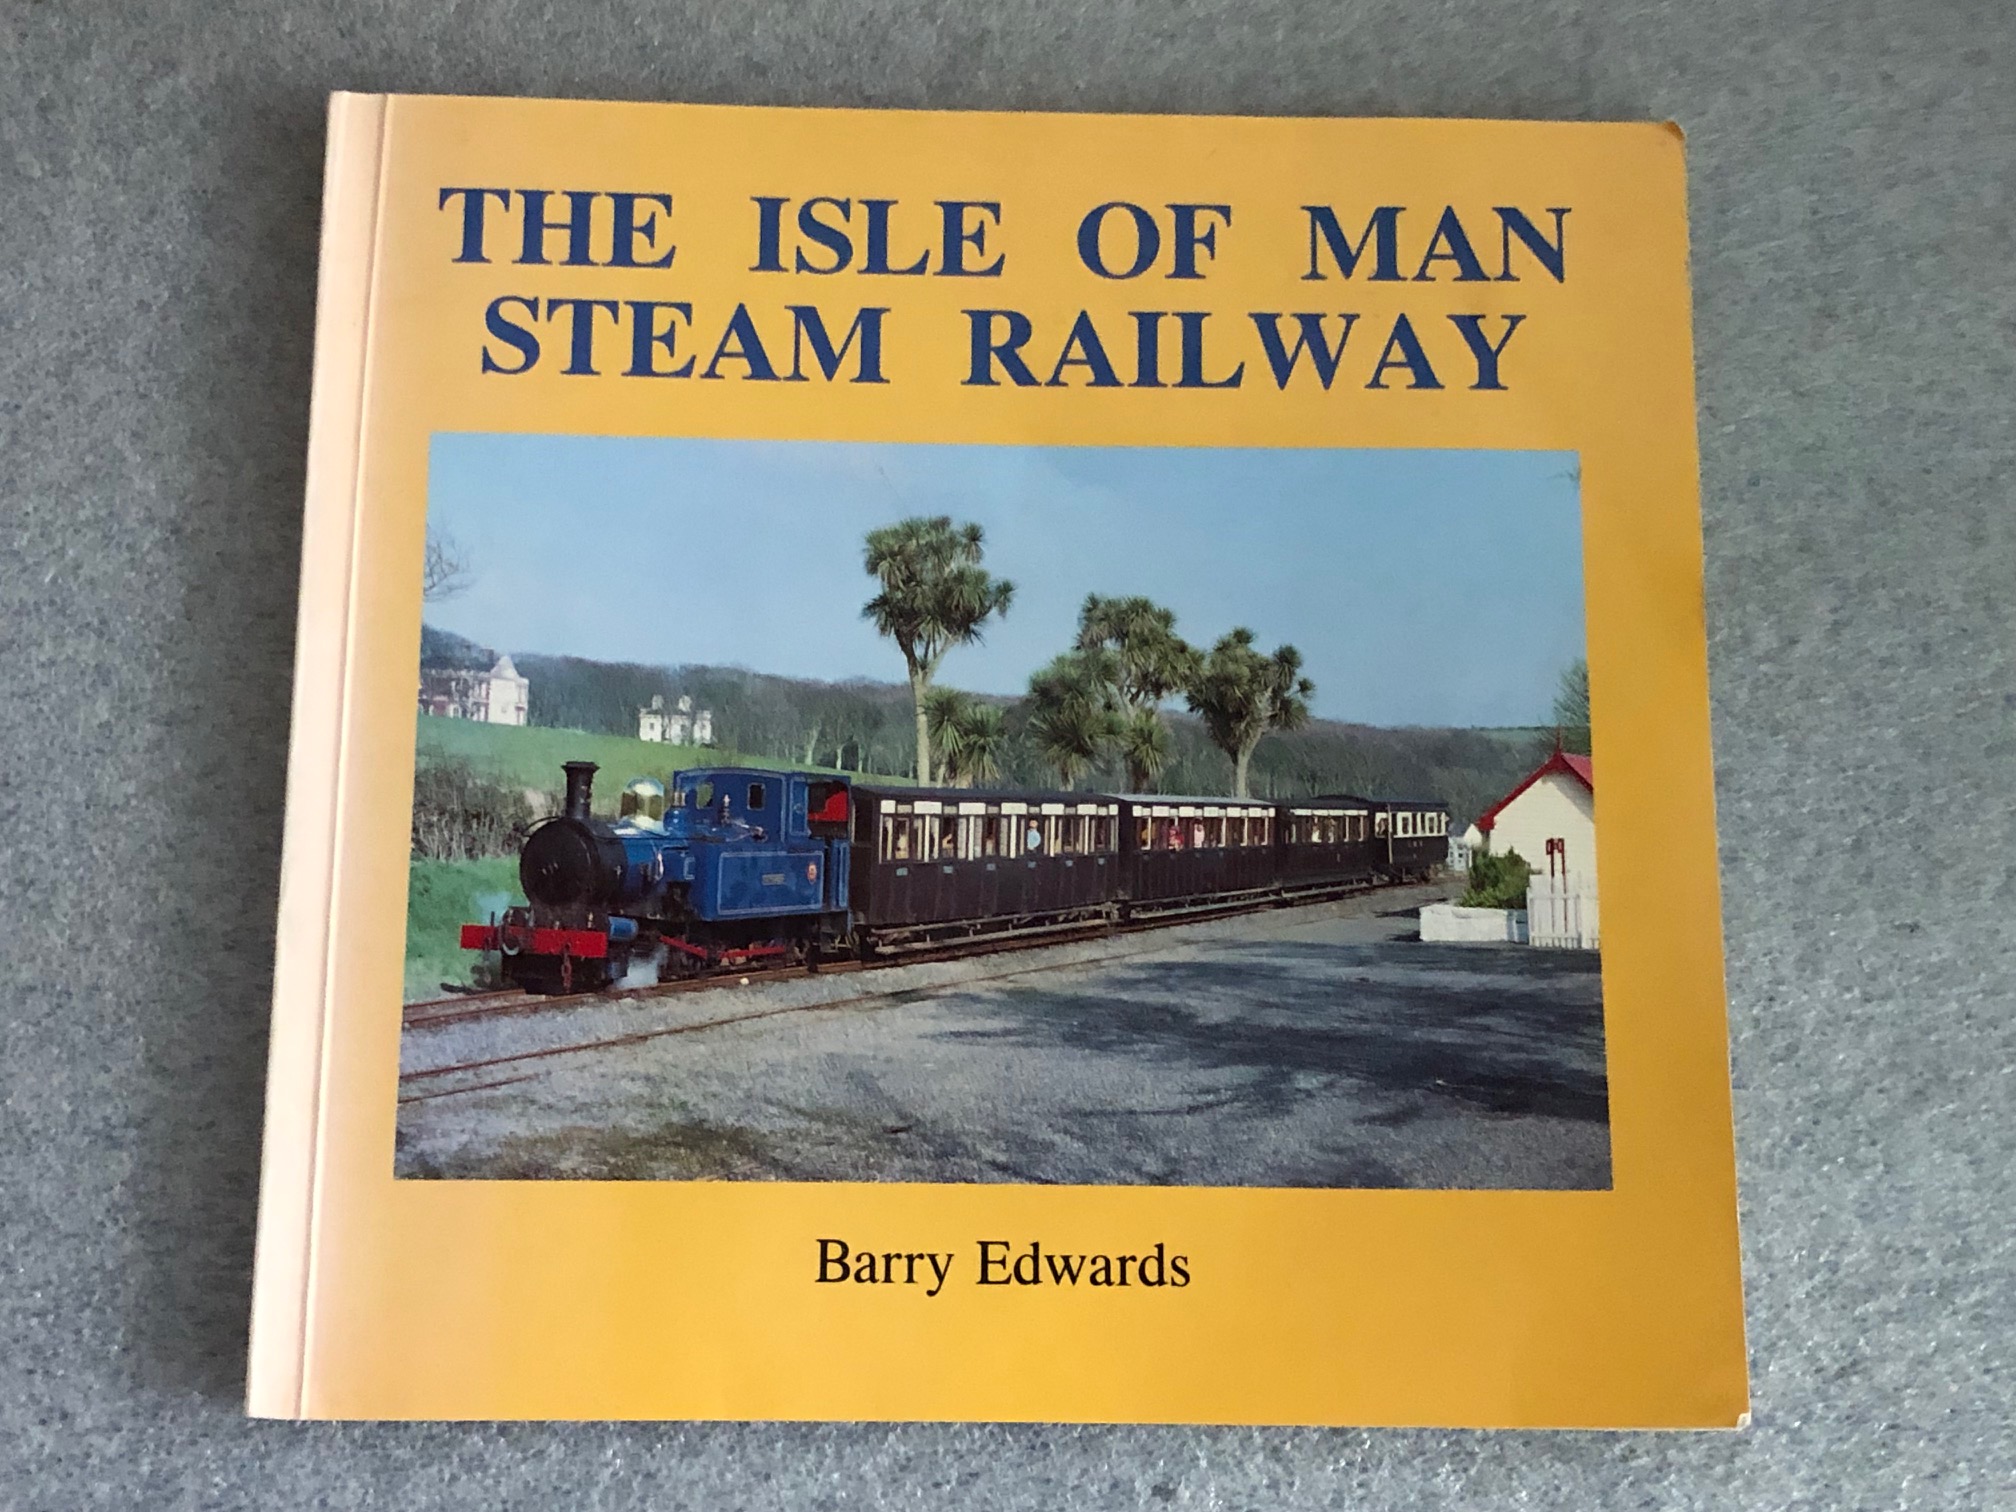 THE ISLE OF MAN
STEAM RAILWAY
Barry Edwards